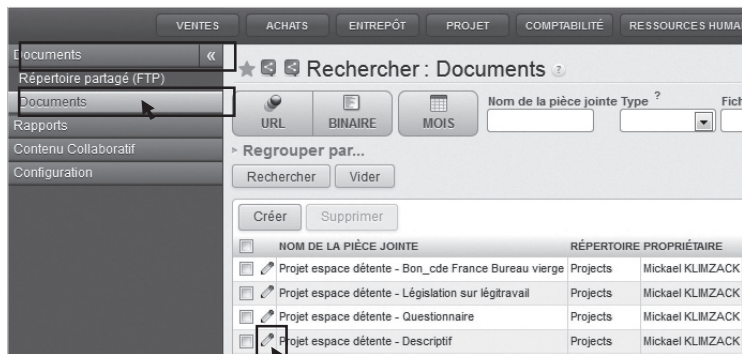 VENTES ACHATS ENTREPÔT PROJET COMPTABILITÉ RESSOURCES HUMA
Documents «
Répertoire partagé (FTP)
Documents
Rapports
Contenu Collaboratif
Configuration
Rechercher : Documents ?
URL BINAIRE MOIS
Nom de la pièce jointe Type ? Fich
Regrouper par...
Rechercher Vider
Créer Supprimer
NOM DE LA PIÈCE JOINTE RÉPERTOIRE PROPRIÉTAIRE
Projet espace détente - Bon_cde France Bureau vierge Projects Mickael KLIMZACK
Projet espace détente - Législation sur légitravail Projects Mickael KLIMZACK
Projet espace détente - Questionnaire Projects Mickael KLIMZACK
Projet espace détente - Descriptif Projects Mickael KLIMZACK